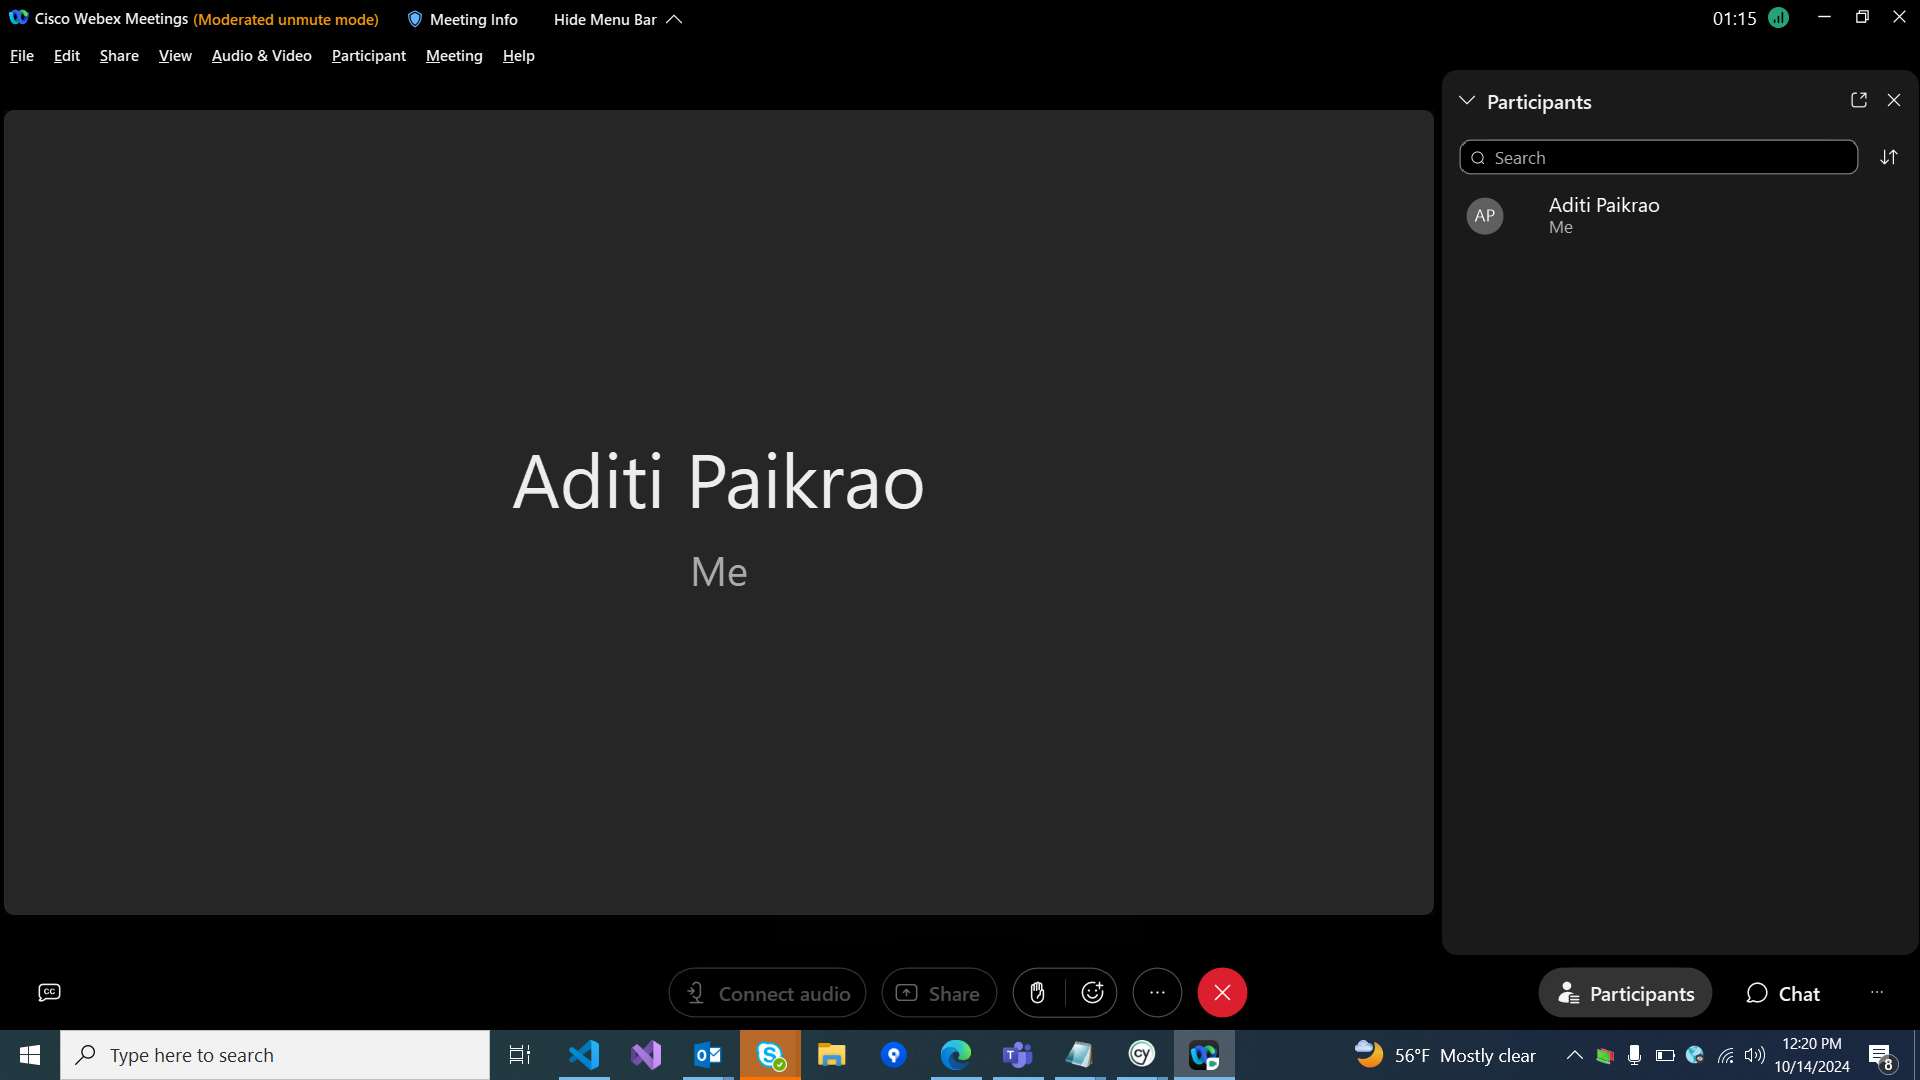 Cisco Webex Meetings (Moderated unmute mode) Meeting Info Hide Menu Bar 01:15
File Edit Share View Audio & Video Participant Meeting Help
Participants
Search
AP Aditi Paikrao
Me
Aditi Paikrao
Me
CC Connect audio Share Participants Chat
Type here to search 56°F Mostly clear 12:20 PM
10/14/2024 8